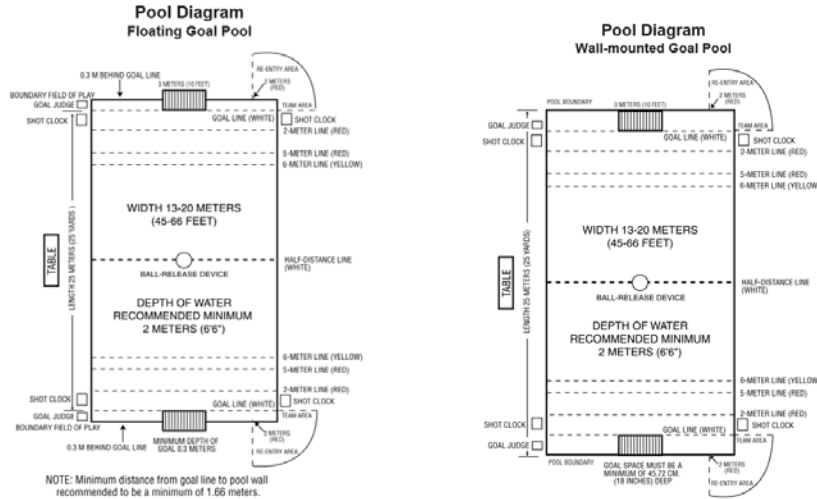 Pool Diagram
Floating Goal Pool
0.3 M BEHIND GOAL LINE
RE-ENTRY AREA
2 METERS
(RED)
3 METERS (10 FEET)
BOUNDARY FIELD OF PLAY
GOAL JUDGE
TEAM AREA
GOAL LINE (WHITE)
SHOT CLOCK
SHOT CLOCK
2-METER LINE (RED)
5-METER LINE (RED)
6-METER LINE (YELLOW)
WIDTH 13-20 METERS
(45-66 FEET)
TABLE
LENGTH 25 METERS (25 YARDS)
HALF-DISTANCE LINE
(WHITE)
BALL-RELEASE DEVICE
DEPTH OF WATER
RECOMMENDED MINIMUM
2 METERS (6'6")
6-METER LINE (YELLOW)
5-METER LINE (RED)
2-METER LINE (RED)
SHOT CLOCK
GOAL LINE (WHITE)
SHOT CLOCK
GOAL JUDGE
TEAM AREA
BOUNDARY FIELD OF PLAY
0.3 M BEHIND GOAL LINE
MINIMUM DEPTH OF
GOAL 0.3 METERS
2 METERS
(RED)
RE-ENTRY AREA
NOTE: Minimum distance from goal line to pool wall
recommended to be a minimum of 1.66 meters.
Pool Diagram
Wall-mounted Goal Pool
RE-ENTRY AREA
2 METERS
(RED)
POOL BOUNDARY
3 METERS (10 FEET)
GOAL JUDGE
TEAM AREA
GOAL LINE (WHITE)
SHOT CLOCK
SHOT CLOCK
2-METER LINE (RED)
5-METER LINE (RED)
6-METER LINE (YELLOW)
WIDTH 13-20 METERS
(45-66 FEET)
TABLE
LENGTH 25 METERS (25 YARDS)
HALF-DISTANCE LINE
(WHITE)
BALL-RELEASE DEVICE
DEPTH OF WATER
RECOMMENDED MINIMUM
2 METERS (6'6")
6-METER LINE (YELLOW)
5-METER LINE (RED)
2-METER LINE (RED)
SHOT CLOCK
GOAL LINE (WHITE)
SHOT CLOCK
GOAL JUDGE
TEAM AREA
POOL BOUNDARY
GOAL SPACE MUST BE A
MINIMUM OF 45.72 CM.
(18 INCHES) DEEP
2 METERS
(RED)
RE-ENTRY AREA